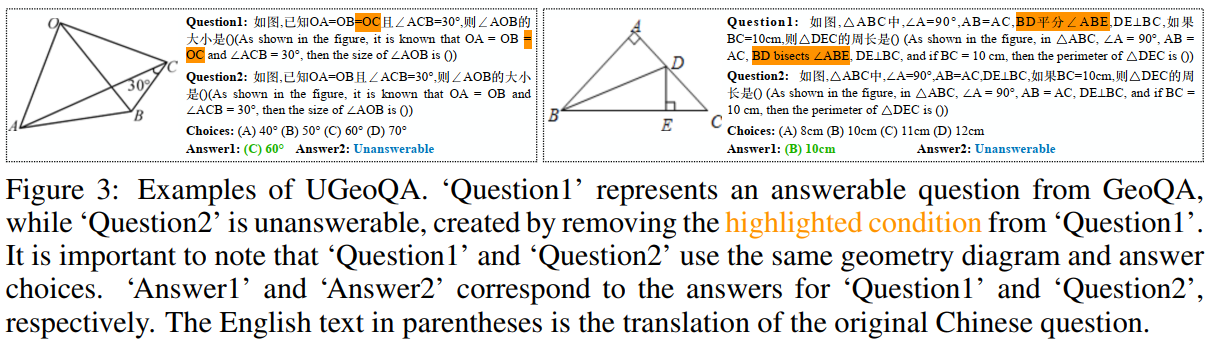 O
C
30°
B
A
Question1: 如图,已知OA=OB=OC且∠ACB=30°,则∠AOB的
大小是()(As shown in the figure, it is known that OA = OB =
OC and ∠ACB = 30°, then the size of ∠AOB is ())
Question2: 如图,已知OA=OB且∠ACB=30°,则∠AOB的大小
是()(As shown in the figure, it is known that OA = OB and
∠ACB = 30°, then the size of ∠AOB is ())
Choices: (A) 40° (B) 50° (C) 60° (D) 70°
Answer1: (C) 60° Answer2: Unanswerable
A
D
B
E
C
Question1: 如图,△ABC中,∠A=90°,AB=AC,BD平分∠ABE,DE⊥BC,如果
BC=10cm,则△DEC的周长是() (As shown in the figure, in △ABC, ∠A = 90°, AB =
AC, BD bisects ∠ABE, DE⊥BC, and if BC = 10 cm, then the perimeter of △DEC is ())
Question2: 如图,△ABC中,∠A=90°,AB=AC,DE⊥BC,如果BC=10cm,则△DEC的周
长是() (As shown in the figure, in △ABC, ∠A = 90°, AB = AC, DE⊥BC, and if BC =
10 cm, then the perimeter of △DEC is ())
Choices: (A) 8cm (B) 10cm (C) 11cm (D) 12cm
Answer1: (B) 10cm Answer2: Unanswerable
Figure 3: Examples of UGeoQA. ‘Question1’ represents an answerable question from GeoQA,
while ‘Question2’ is unanswerable, created by removing the highlighted condition from ‘Question1’.
It is important to note that ‘Question1’ and ‘Question2’ use the same geometry diagram and answer
choices. ‘Answer1’ and ‘Answer2’ correspond to the answers for ‘Question1’ and ‘Question2’,
respectively. The English text in parentheses is the translation of the original Chinese question.